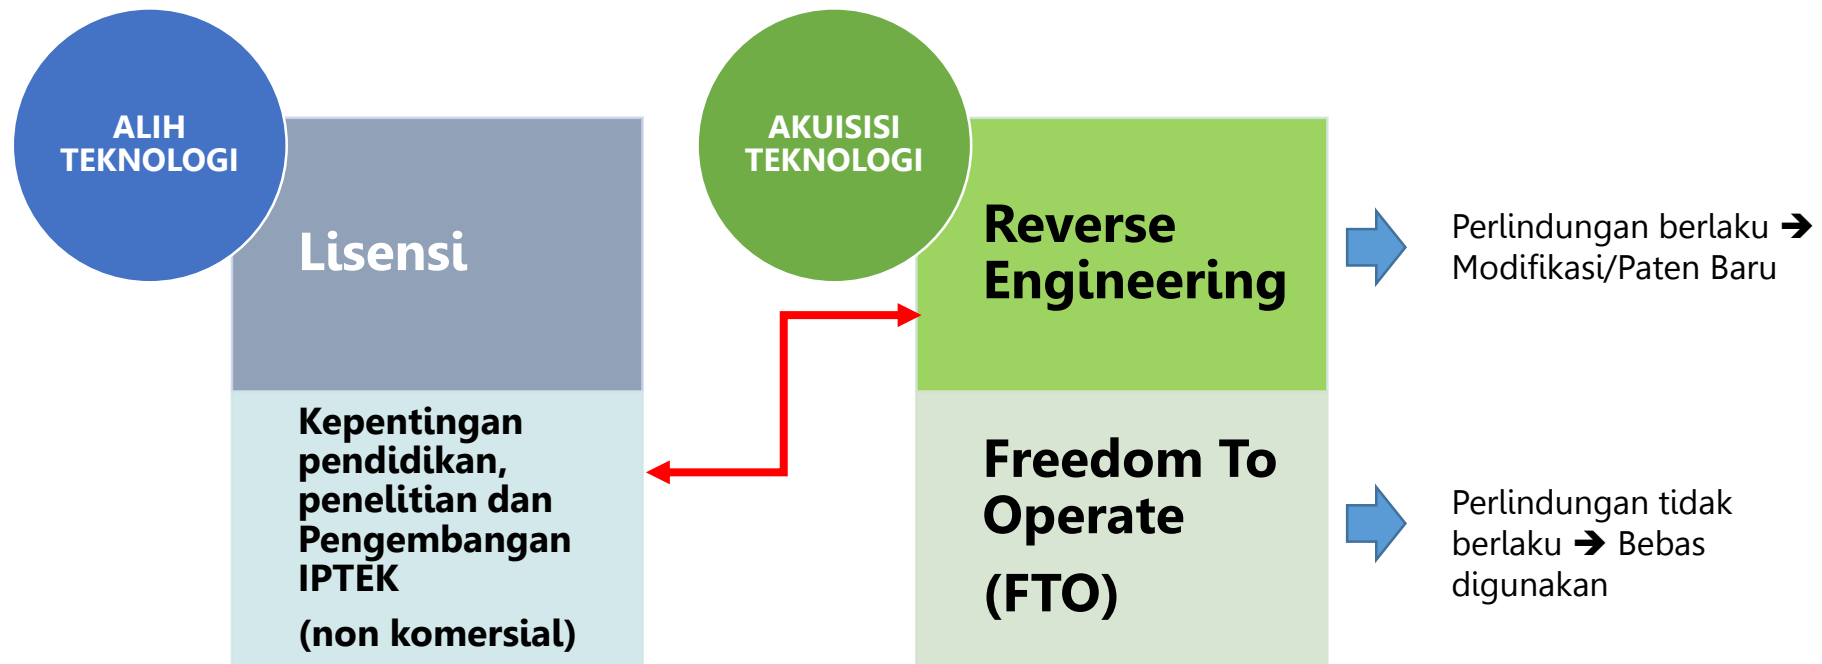 ALIH
TEKNOLOGI
Lisensi
Kepentingan
pendidikan,
penelitian dan
Pengembangan
IPTEK
(non komersial)
AKUISISI
TEKNOLOGI
Reverse
Engineering
Freedom To
Operate
(FTO)
Perlindungan berlaku ➔
Modifikasi/Paten Baru
Perlindungan tidak
berlaku ➔ Bebas
digunakan